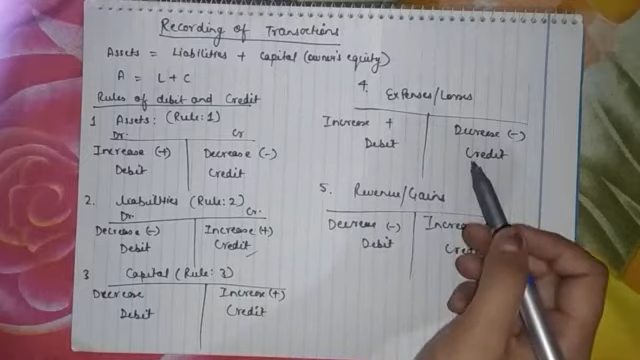 Recording of Transactions
Assets = Liabilities + Capital (owner's equity)
A = L + C
Rules of debit and Credit
1 Assets: (Rule: 1)
Dr. Cr
Increase (+) Decrease (-)
Debit Credit
2. Liabilities (Rule: 2)
Dr. Cr.
Decrease (-) Increase (+)
Debit Credit
3 Capital (Rule: 3)
Decrease Increase (+)
Debit Credit
4. Expenses/Losses
Increase + Decrease (-)
Debit Credit
5. Revenue/Gains
Decrease (-)
Debit